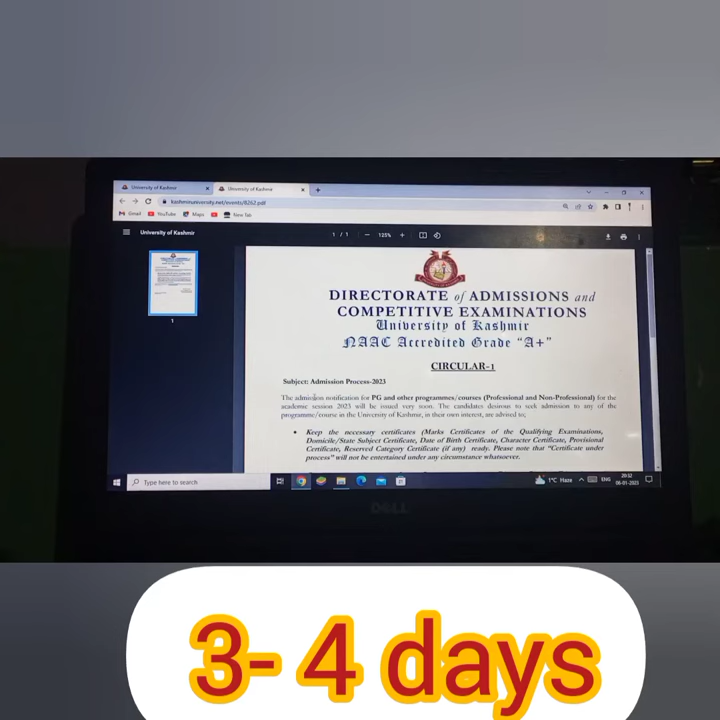 University of Kashmir
University of Kashmir
kashmiruniversity.net/events/8262.pdf
Gmail
YouTube
Maps
New Tab
University of Kashmir
1 / 1
125%
1
DIRECTORATE of ADMISSIONS and
COMPETITIVE EXAMINATIONS
University of Kashmir
NAAC Accredited Grade "A+"
CIRCULAR-1
Subject: Admission Process-2023
The admission notification for PG and other programmes/courses (Professional and Non-Professional) for the
academic session 2023 will be issued very soon. The candidates desirous to seek admission to any of the
programme/course in the University of Kashmir, in their own interest, are advised to;
• Keep the necessary certificates (Marks Certificates of the Qualifying Examinations,
Domicile/State Subject Certificate, Date of Birth Certificate, Character Certificate, Provisional
Certificate, Reserved Category Certificate (if any) ready. Please note that "Certificate under
process" will not be entertained under any circumstance whatsoever.
Type here to search
1°C Haze
ENG
20:52
06-01-2023
DELL
3- 4 days